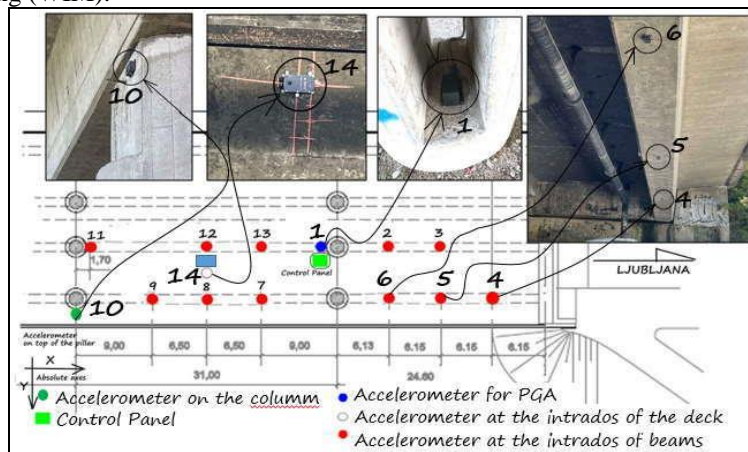 g (WIM).
10
14
1
6
5
4
11
12
13
1
2
3
1,70
Control Panel
14
LJUBLJANA
9
8
7
6
5
4
10
Accelerometer
on top of the pillar
9,00
6,50
6,50
9,00
6,13
6.15
6.15
6.15
X
31,00
24.60
Y
Absolute axes
Accelerometer on the columm
Accelerometer for PGA
Control Panel
Accelerometer at the intrados of the deck
Accelerometer at the intrados of beams